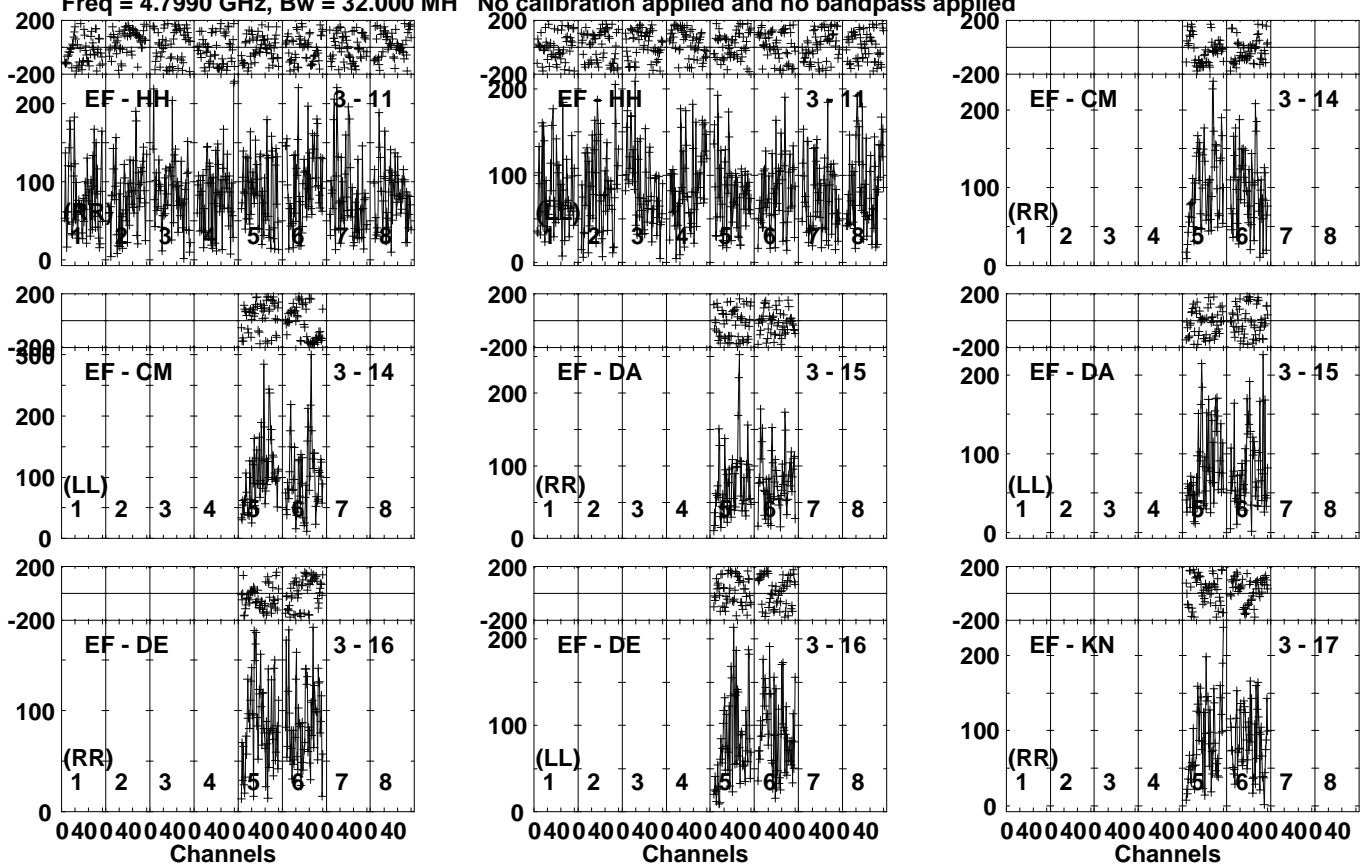 Freq = 4.7990 GHz, Bw = 32.000 MH No calibration applied and no bandpass applied
200
-200
200
100
0
EF - HH 3 - 11
(RR)
1 2 3 4 5 6 7 8
200
-200
200
100
0
EF - HH 3 - 11
(LL)
1 2 3 4 5 6 7 8
200
-200
200
100
0
EF - CM 3 - 14
(RR)
1 2 3 4 5 6 7 8
200
-200
300
200
100
0
EF - CM 3 - 14
(LL)
1 2 3 4 5 6 7 8
200
-200
200
100
0
EF - DA 3 - 15
(RR)
1 2 3 4 5 6 7 8
200
-200
200
100
0
EF - DA 3 - 15
(LL)
1 2 3 4 5 6 7 8
200
-200
100
0
EF - DE 3 - 16
(RR)
1 2 3 4 5 6 7 8
0 40 0 40 0 40 0 40 0 40 0 40 0 40 0 40
Channels
200
-200
200
100
0
EF - DE 3 - 16
(LL)
1 2 3 4 5 6 7 8
0 40 0 40 0 40 0 40 0 40 0 40 0 40 0 40
Channels
200
-200
200
100
0
EF - KN 3 - 17
(RR)
1 2 3 4 5 6 7 8
0 40 0 40 0 40 0 40 0 40 0 40 0 40 0 40
Channels